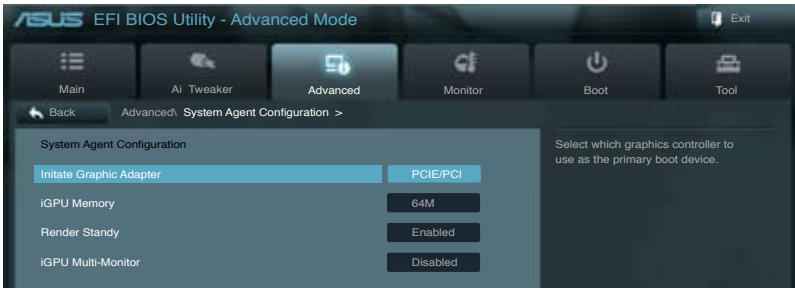 ASUS EFI BIOS Utility - Advanced Mode
Exit
Main
Ai Tweaker
Advanced
Monitor
Boot
Tool
Back
Advanced\ System Agent Configuration >
System Agent Configuration
Initate Graphic Adapter PCIE/PCI
iGPU Memory 64M
Render Standy Enabled
iGPU Multi-Monitor Disabled
Select which graphics controller to
use as the primary boot device.